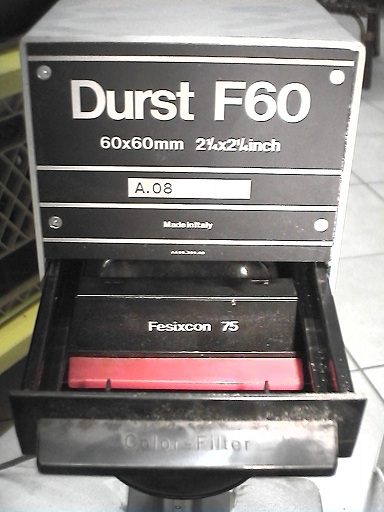 Durst F60
60x60mm 2¼x2¼inch
A.08
Made in Italy
Fesixcon 75
Color-Filter